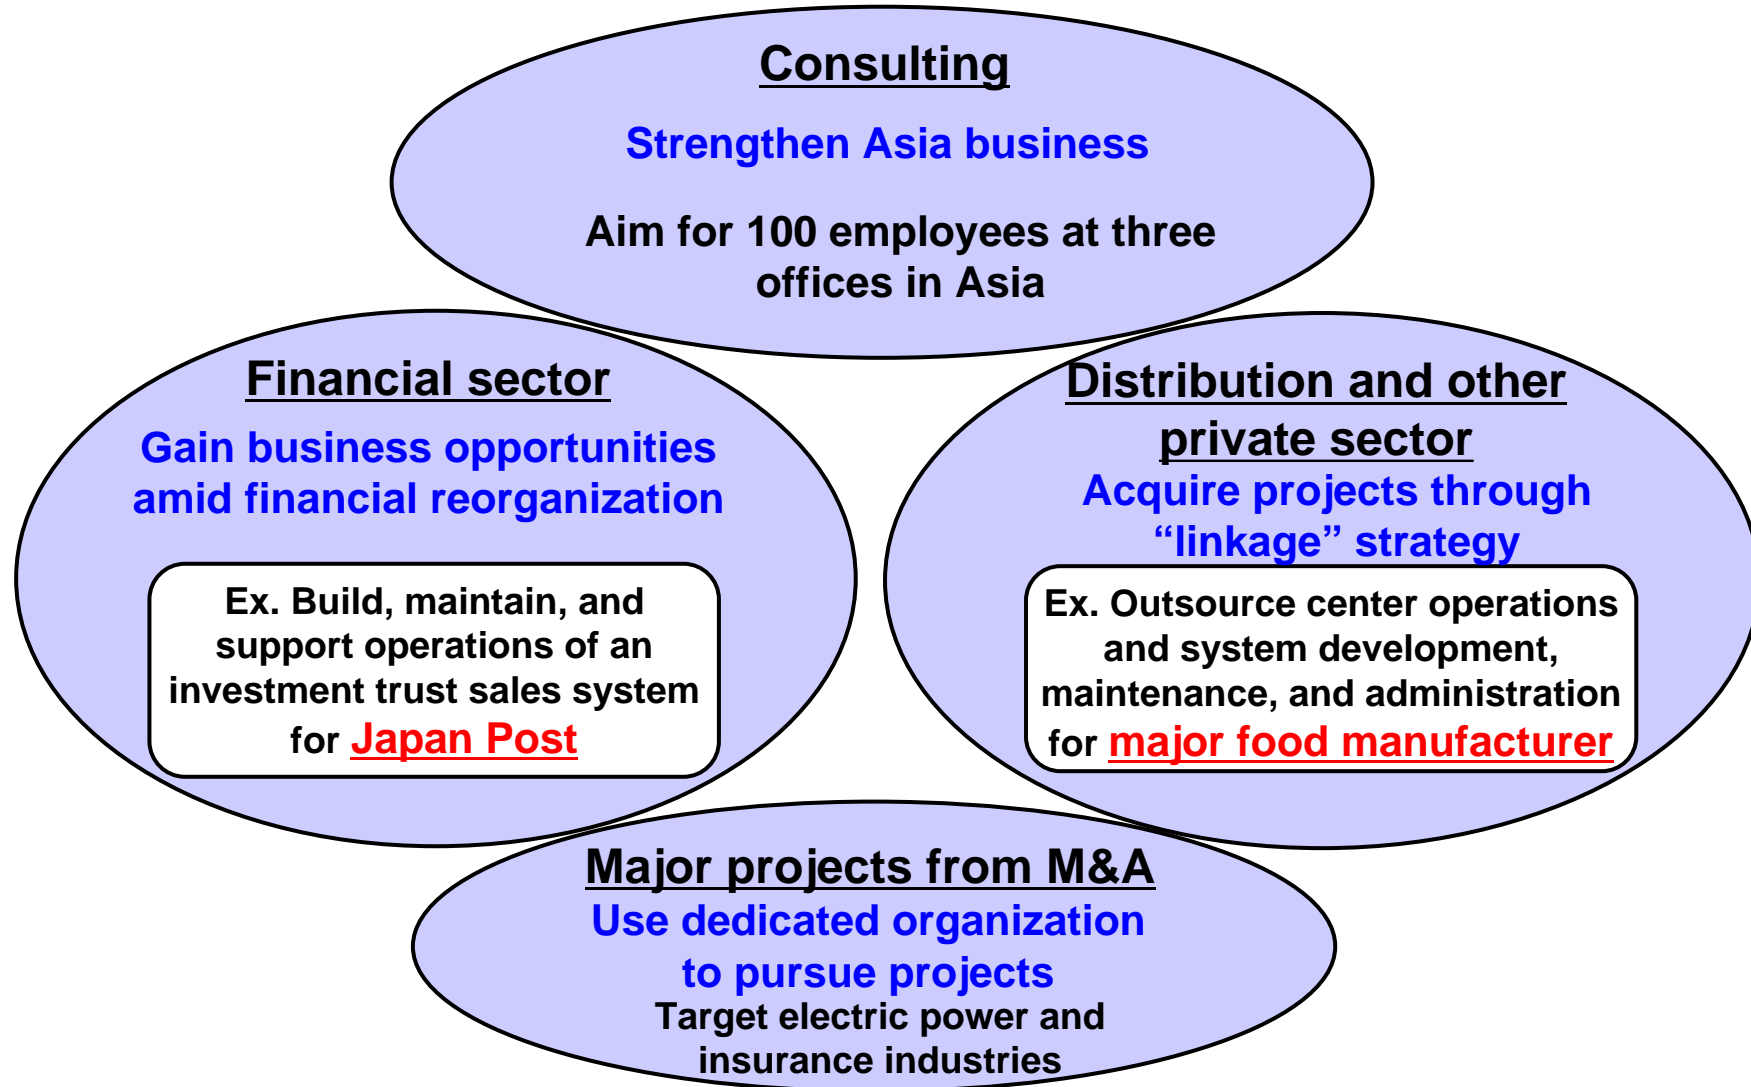 Consulting
Strengthen Asia business
Aim for 100 employees at three
offices in Asia
Financial sector
Gain business opportunities
amid financial reorganization
Ex. Build, maintain, and
support operations of an
investment trust sales system
for Japan Post
Distribution and other
private sector
Acquire projects through
“linkage” strategy
Ex. Outsource center operations
and system development,
maintenance, and administration
for major food manufacturer
Major projects from M&A
Use dedicated organization
to pursue projects
Target electric power and
insurance industries